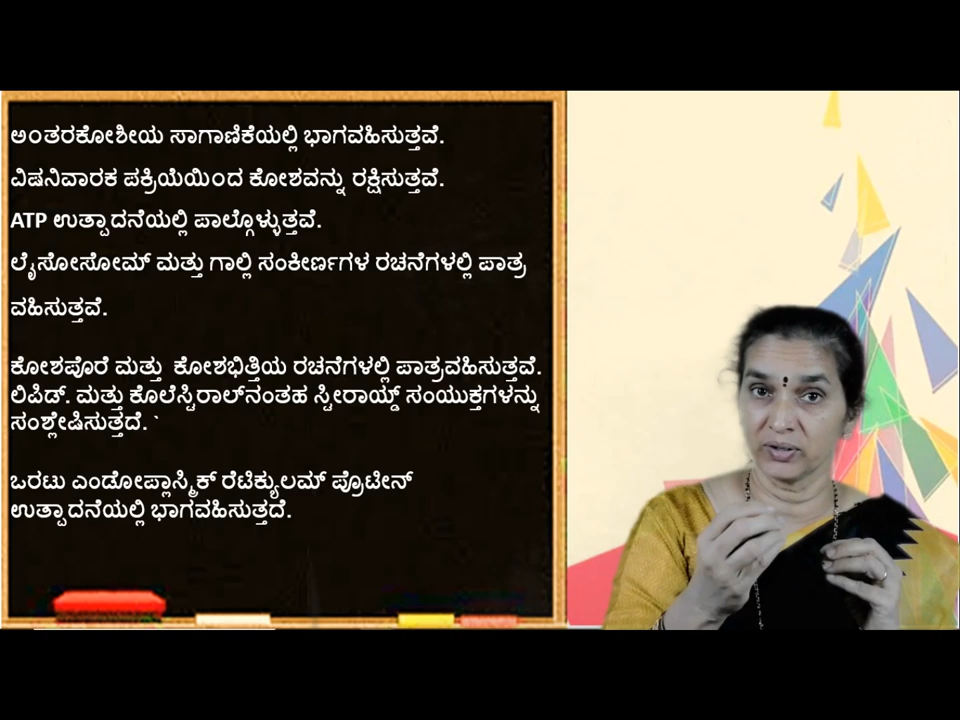 ಅಂತರಕೋಶೀಯ ಸಾಗಾಣಿಕೆಯಲ್ಲಿ ಭಾಗವಹಿಸುತ್ತವೆ.
ವಿಷನಿವಾರಕ ಪಕ್ರಿಯೆಯಿಂದ ಕೋಶವನ್ನು ರಕ್ಷಿಸುತ್ತವೆ.
ATP ಉತ್ಪಾದನೆಯಲ್ಲಿ ಪಾಲ್ಗೊಳ್ಳುತ್ತವೆ.
ಲೈಸೋಸೋಮ್ ಮತ್ತು ಗಾಲ್ಗಿ ಸಂಕೀರ್ಣಗಳ ರಚನೆಗಳಲ್ಲಿ ಪಾತ್ರ
ವಹಿಸುತ್ತವೆ.
ಕೋಶಪೊರೆ ಮತ್ತು ಕೋಶಭಿತ್ತಿಯ ರಚನೆಗಳಲ್ಲಿ ಪಾತ್ರವಹಿಸುತ್ತವೆ.
ಲಿಪಿಡ್. ಮತ್ತು ಕೊಲೆಸ್ಟಿರಾಲ್‌ನಂತಹ ಸ್ಟೀರಾಯ್ಡ್ ಸಂಯುಕ್ತಗಳನ್ನು
ಸಂಶ್ಲೇಷಿಸುತ್ತದೆ. `
ಒರಟು ಎಂಡೋಪ್ಲಾಸ್ಮಿಕ್ ರೆಟಿಕ್ಯುಲಮ್ ಪ್ರೊಟೀನ್
ಉತ್ಪಾದನೆಯಲ್ಲಿ ಭಾಗವಹಿಸುತ್ತದೆ.